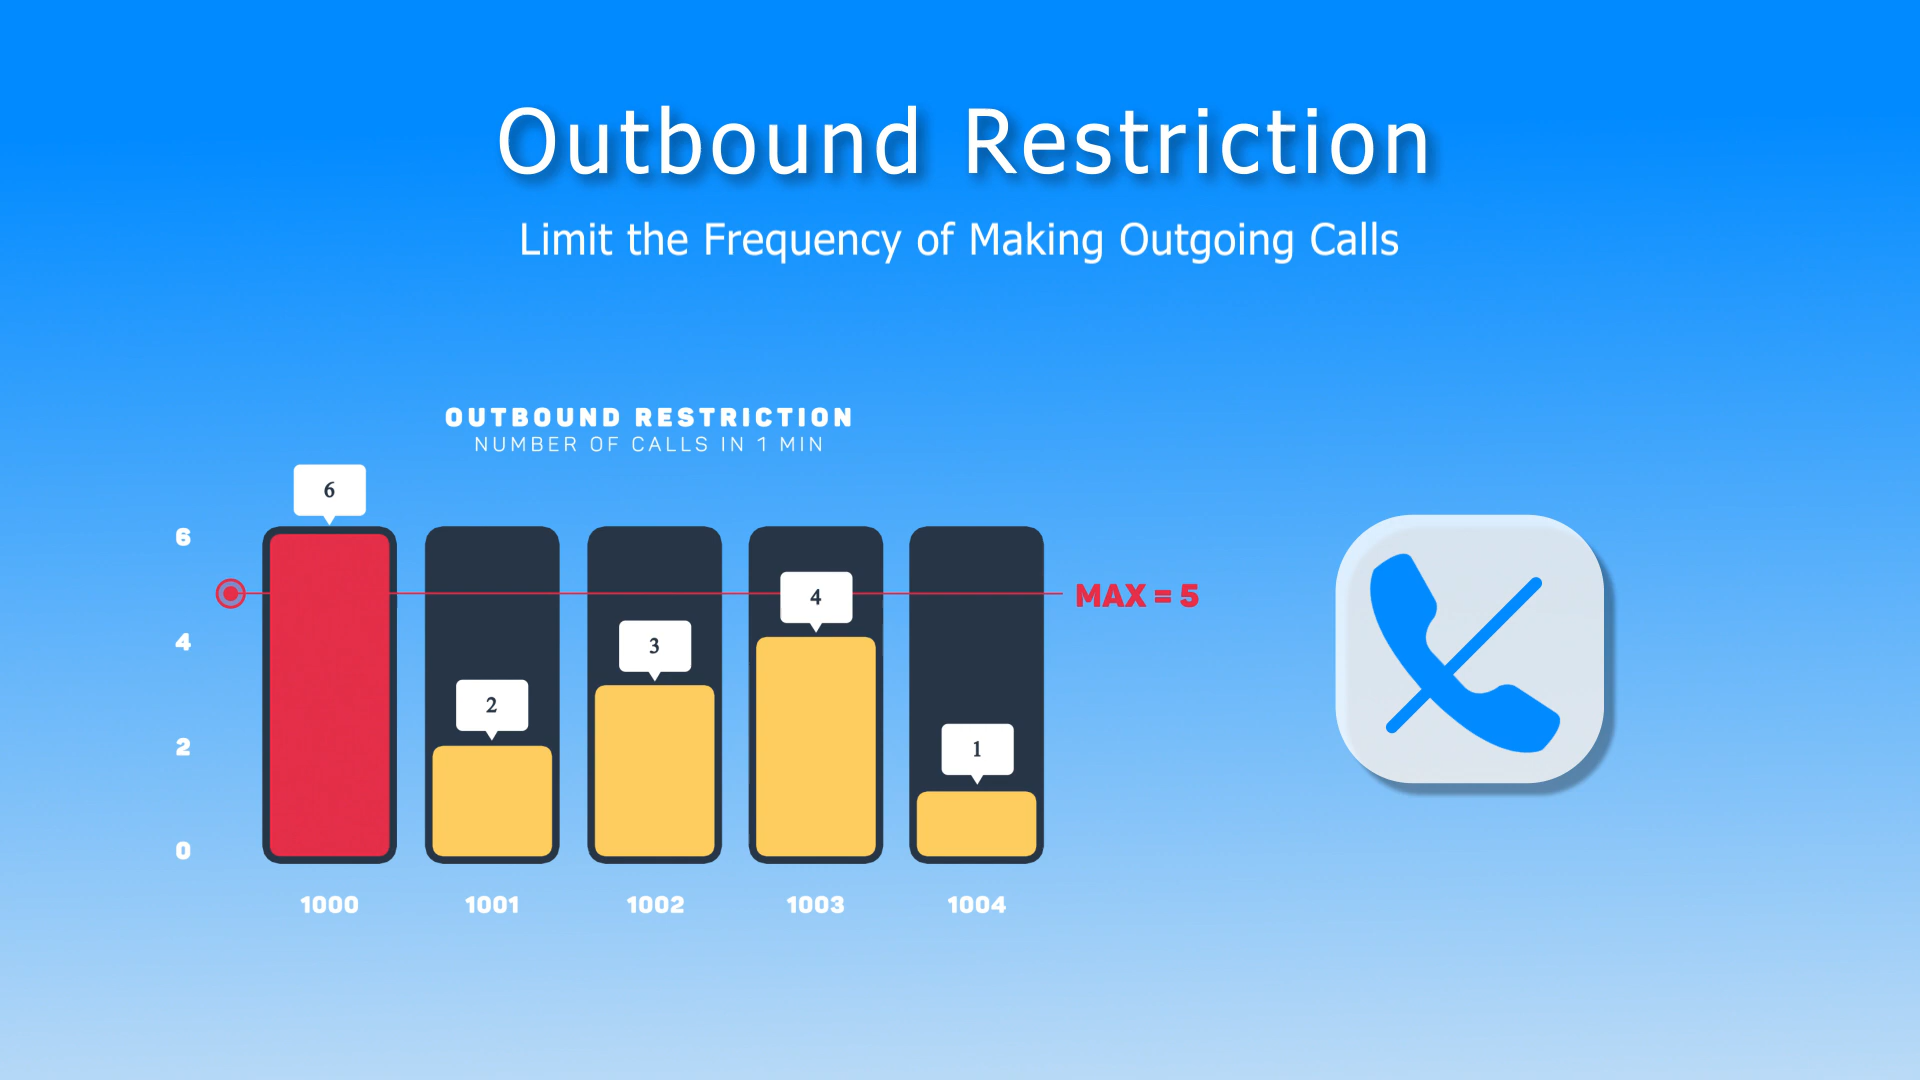 Outbound Restriction
Limit the Frequency of Making Outgoing Calls
OUTBOUND RESTRICTION
NUMBER OF CALLS IN 1 MIN
6
6
MAX = 5
4
4
3
2
2
1
0
1000 1001 1002 1003 1004